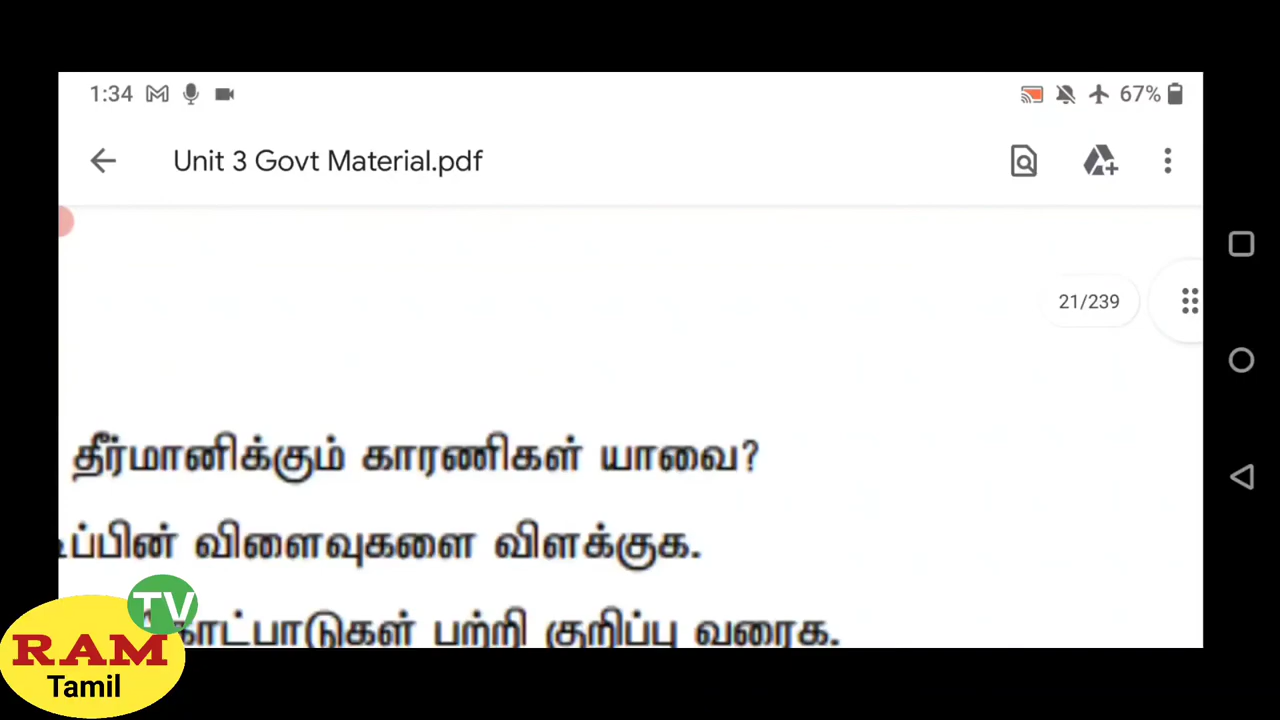 1:34 67%
Unit 3 Govt Material.pdf
21/239
தீர்மானிக்கும் காரணிகள் யாவை?
விளைவுகளை விளக்குக.
பற்றி குறிப்பு வரைக.
TV
RAM
Tamil